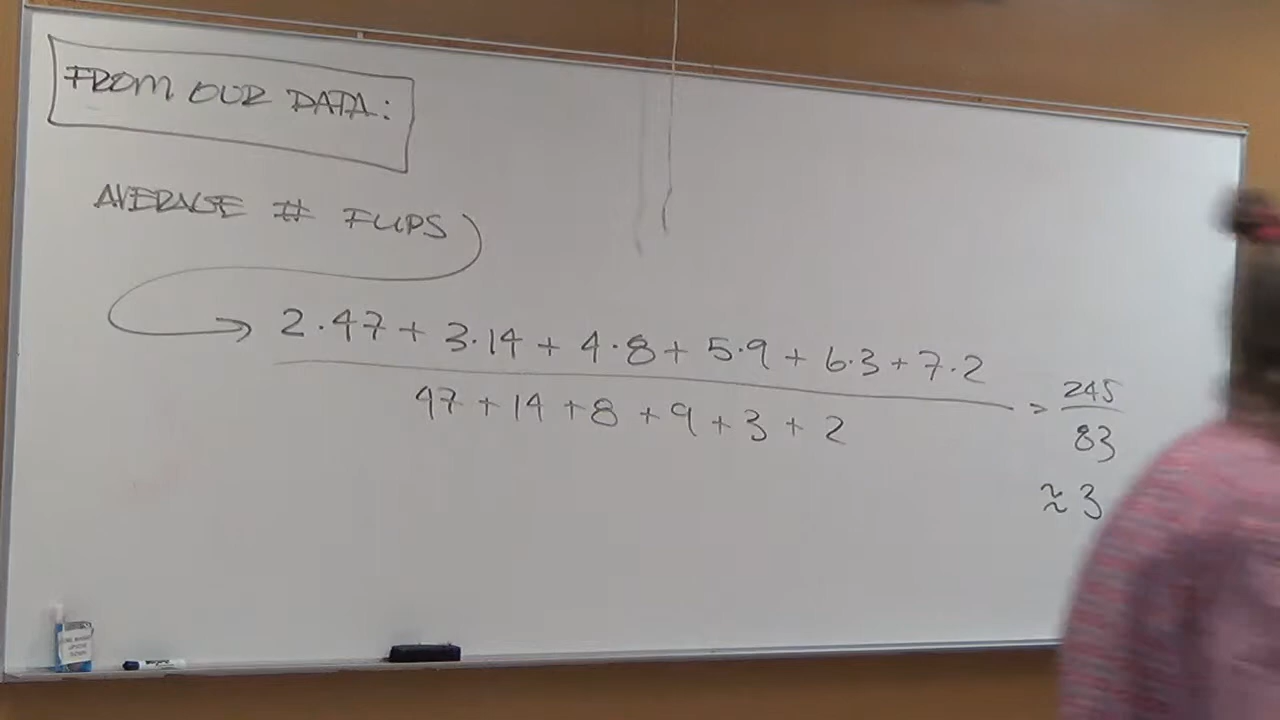 FROM OUR DATA:
AVERAGE # FLIPS
2·47 + 3·14 + 4·8 + 5·9 + 6·3 + 7·2
47 + 14 + 8 + 9 + 3 + 2
= 245
83
≈ 3